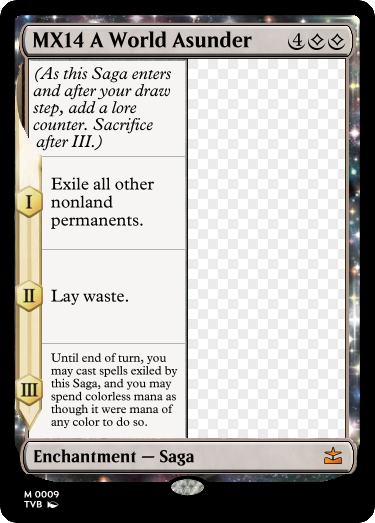 MX14 A World Asunder 4
(As this Saga enters
and after your draw
step, add a lore
counter. Sacrifice
after III.)
I
Exile all other
nonland
permanents.
II
Lay waste.
III
Until end of turn, you
may cast spells exiled by
this Saga, and you may
spend colorless mana as
though it were mana of
any color to do so.
Enchantment — Saga
M 0009
TVB